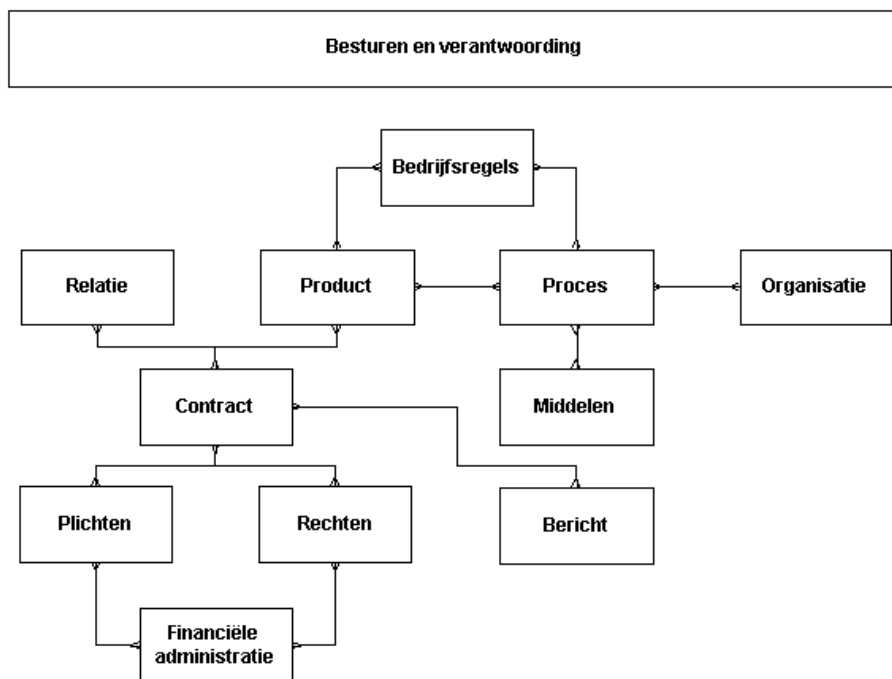 Besturen en verantwoording
Bedrijfsregels
Relatie
Product
Proces
Organisatie
Contract
Middelen
Plichten
Rechten
Bericht
Financiële
administratie